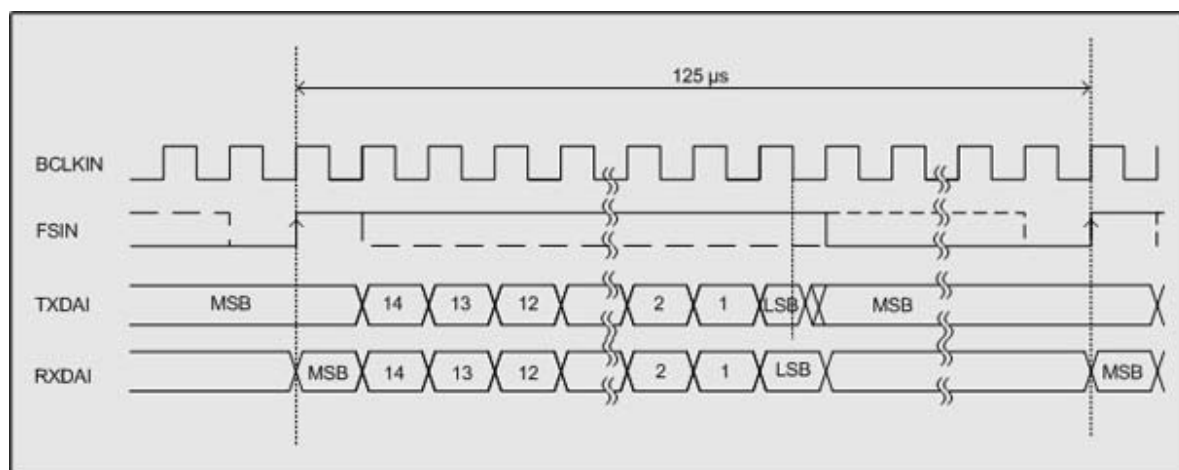 125 µs
BCLKIN
FSIN
TXDAI MSB 14 13 12 2 1 LSB MSB
RXDAI MSB 14 13 12 2 1 LSB MSB